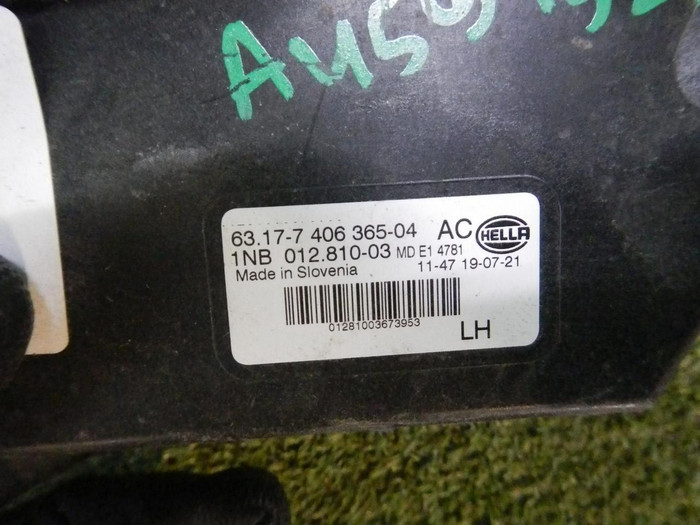 63.17-7 406 365-04 AC HELLA
1NB 012.810-03 MD E1 4781
Made in Slovenia 11-47 19-07-21
01281003673953
LH